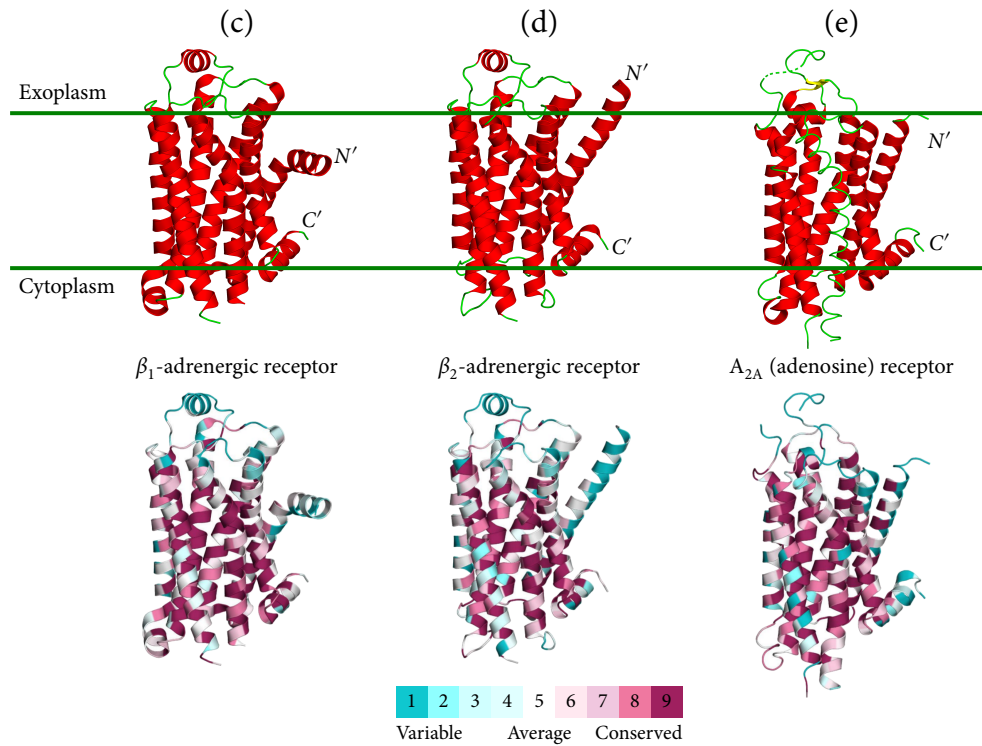 (c) (d) (e)
Exoplasm
N′
N′
N′
C′
C′
C′
Cytoplasm
β₁-adrenergic receptor β₂-adrenergic receptor A₂A (adenosine) receptor
1 2 3 4 5 6 7 8 9
Variable Average Conserved